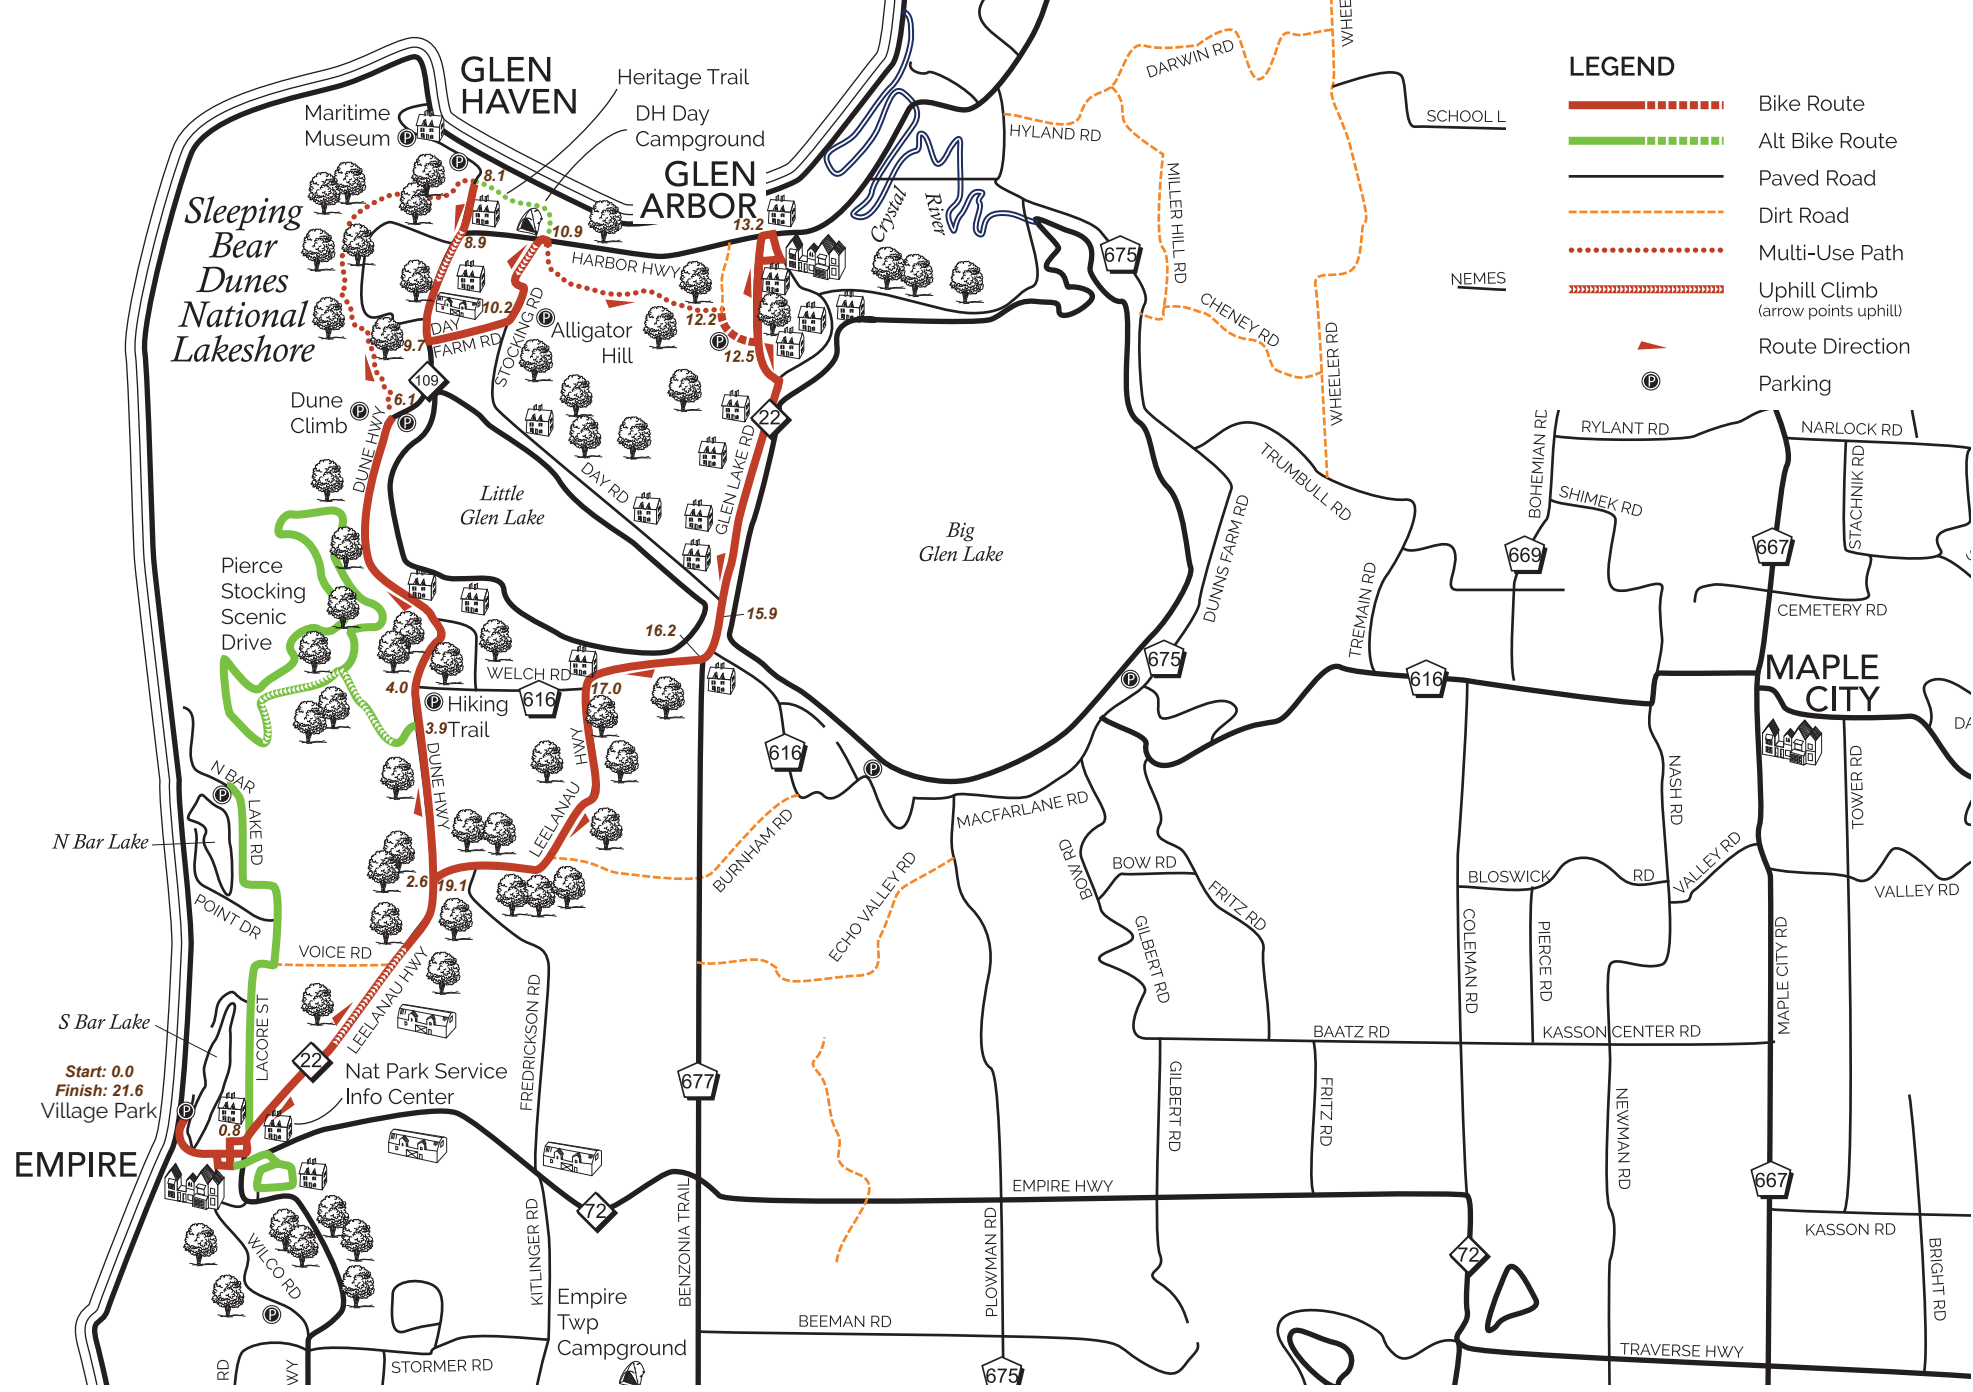 GLEN
HAVEN
Heritage Trail
DH Day
Campground
Maritime
Museum
P
P
GLEN
ARBOR
Sleeping
Bear
Dunes
National
Lakeshore
8.1
8.9
10.9
13.2
HARBOR HWY
10.2
DAY
FARM RD
9.7
STOCKING RD
P
Alligator
Hill
12.2
P
12.5
109
6.1
Dune
Climb
P
P
DUNE HWY
22
GLEN LAKE RD
DAY RD
Little
Glen Lake
Big
Glen Lake
Crystal
River
HYLAND RD
DARWIN RD
MILLER HILL RD
675
CHENEY RD
WHEELER RD
WHEE
SCHOOL L
NEMES
LEGEND
Bike Route
Alt Bike Route
Paved Road
Dirt Road
Multi-Use Path
Uphill Climb
(arrow points uphill)
Route Direction
P
Parking
RYLANT RD
NARLOCK RD
BOHEMIAN RD
SHIMEK RD
STACHNIK RD
TRUMBULL RD
669
667
DUNNS FARM RD
TREMAIN RD
CEMETERY RD
Pierce
Stocking
Scenic
Drive
15.9
16.2
WELCH RD
616
17.0
4.0
P
Hiking
Trail
3.9
DUNE HWY
LEELANAU
HWY
675
P
616
MAPLE
CITY
616
P
DA
N BAR
LAKE RD
P
N Bar Lake
POINT DR
VOICE RD
2.6
19.1
BURNHAM RD
MACFARLANE RD
ECHO VALLEY RD
BOW RD
BOW RD
FRITZ RD
GILBERT RD
NASH RD
TOWER RD
BLOSWICK
RD
VALLEY RD
VALLEY RD
COLEMAN RD
PIERCE RD
MAPLE CITY RD
S Bar Lake
LACORE ST
LEELANAU HWY
22
FREDRICKSON RD
BAATZ RD
KASSON CENTER RD
Start: 0.0
Finish: 21.6
Village Park
P
0.8
Nat Park Service
Info Center
677
GILBERT RD
FRITZ RD
NEWMAN RD
EMPIRE
EMPIRE HWY
72
667
KASSON RD
BRIGHT RD
WILCO RD
P
KITLINGER RD
BENZONIA TRAIL
PLOWMAN RD
72
Empire
Twp
Campground
BEEMAN RD
STORMER RD
RD
WY
675
TRAVERSE HWY